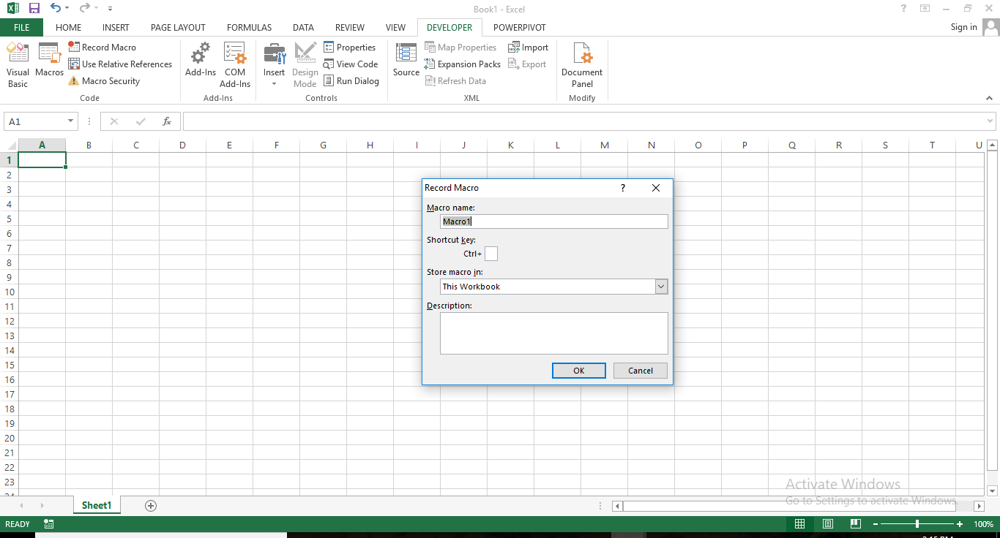 Book1 - Excel
FILE HOME INSERT PAGE LAYOUT FORMULAS DATA REVIEW VIEW DEVELOPER POWERPIVOT Sign in
Visual Basic
Macros
Record Macro
Use Relative References
Macro Security
Code
Add-Ins
COM Add-Ins
Add-Ins
Insert
Design Mode
Properties
View Code
Run Dialog
Controls
Source
Map Properties
Expansion Packs
Refresh Data
Import
Export
XML
Document Panel
Modify
A1
fx
A B C D E F G H I J K L M N O P Q R S T U
1
2
3
4
5
6
7
8
9
10
11
12
13
14
15
16
17
18
19
20
21
22
23
24
Record Macro ?
Macro name:
Macro1
Shortcut key:
Ctrl+
Store macro in:
This Workbook
Description:
OK Cancel
Activate Windows
Go to Settings to activate Windows.
Sheet1
READY 100%